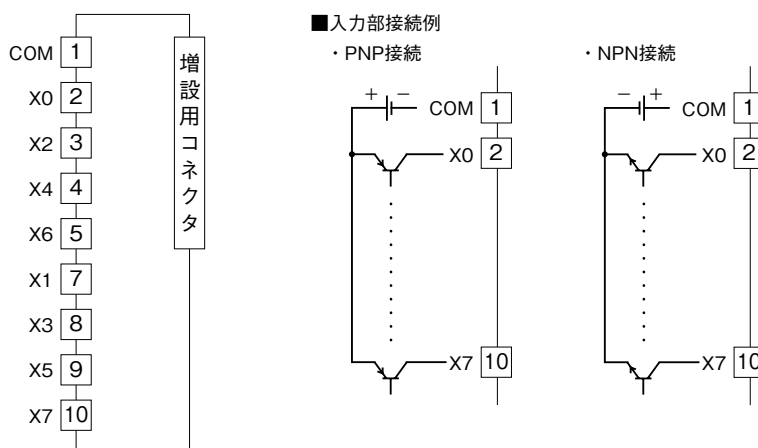 COM 1
X0 2
X2 3
X4 4
X6 5
X1 7
X3 8
X5 9
X7 10
増設用コネクタ
■入力部接続例
・PNP接続
+ −
COM 1
X0 2
X7 10
・NPN接続
− +
COM 1
X0 2
X7 10